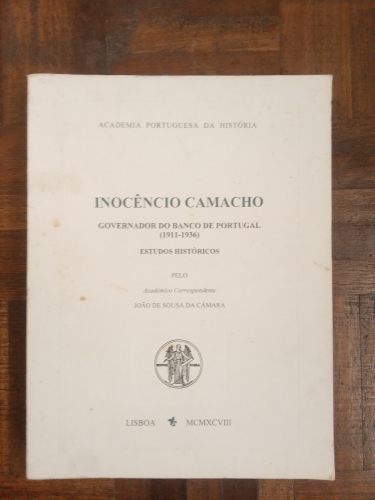 ACADEMIA PORTUGUESA DA HISTÓRIA
INOCÊNCIO CAMACHO
GOVERNADOR DO BANCO DE PORTUGAL
(1911-1936)
ESTUDOS HISTÓRICOS
PELO
Académico Correspondente
JOÃO DE SOUSA DA CÂMARA
LISBOA MCMXCVIII